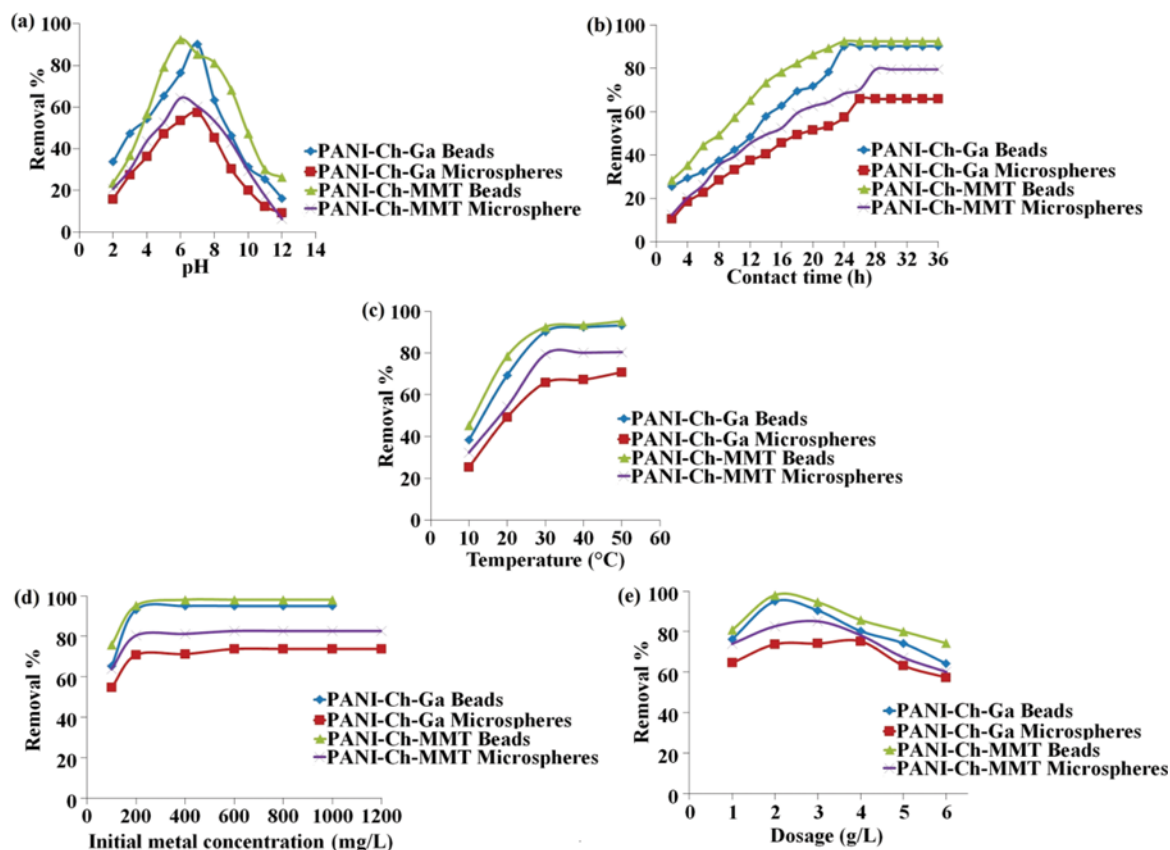 (a)
100
80
60
40
20
0
Removal %
0 2 4 6 8 10 12 14
pH
PANI-Ch-Ga Beads
PANI-Ch-Ga Microspheres
PANI-Ch-MMT Beads
PANI-Ch-MMT Microsphere
(b)
100
80
60
40
20
0
Removal %
0 4 8 12 16 20 24 28 32 36
Contact time (h)
PANI-Ch-Ga Beads
PANI-Ch-Ga Microspheres
PANI-Ch-MMT Beads
PANI-Ch-MMT Microspheres
(c)
100
80
60
40
20
0
Removal %
0 10 20 30 40 50 60
Temperature (°C)
PANI-Ch-Ga Beads
PANI-Ch-Ga Microspheres
PANI-Ch-MMT Beads
PANI-Ch-MMT Microspheres
(d)
100
80
60
40
20
0
Removal %
0 200 400 600 800 1000 1200
Initial metal concentration (mg/L)
PANI-Ch-Ga Beads
PANI-Ch-Ga Microspheres
PANI-Ch-MMT Beads
PANI-Ch-MMT Microspheres
(e)
100
80
60
40
20
0
Removal %
0 1 2 3 4 5 6
Dosage (g/L)
PANI-Ch-Ga Beads
PANI-Ch-Ga Microspheres
PANI-Ch-MMT Beads
PANI-Ch-MMT Microspheres